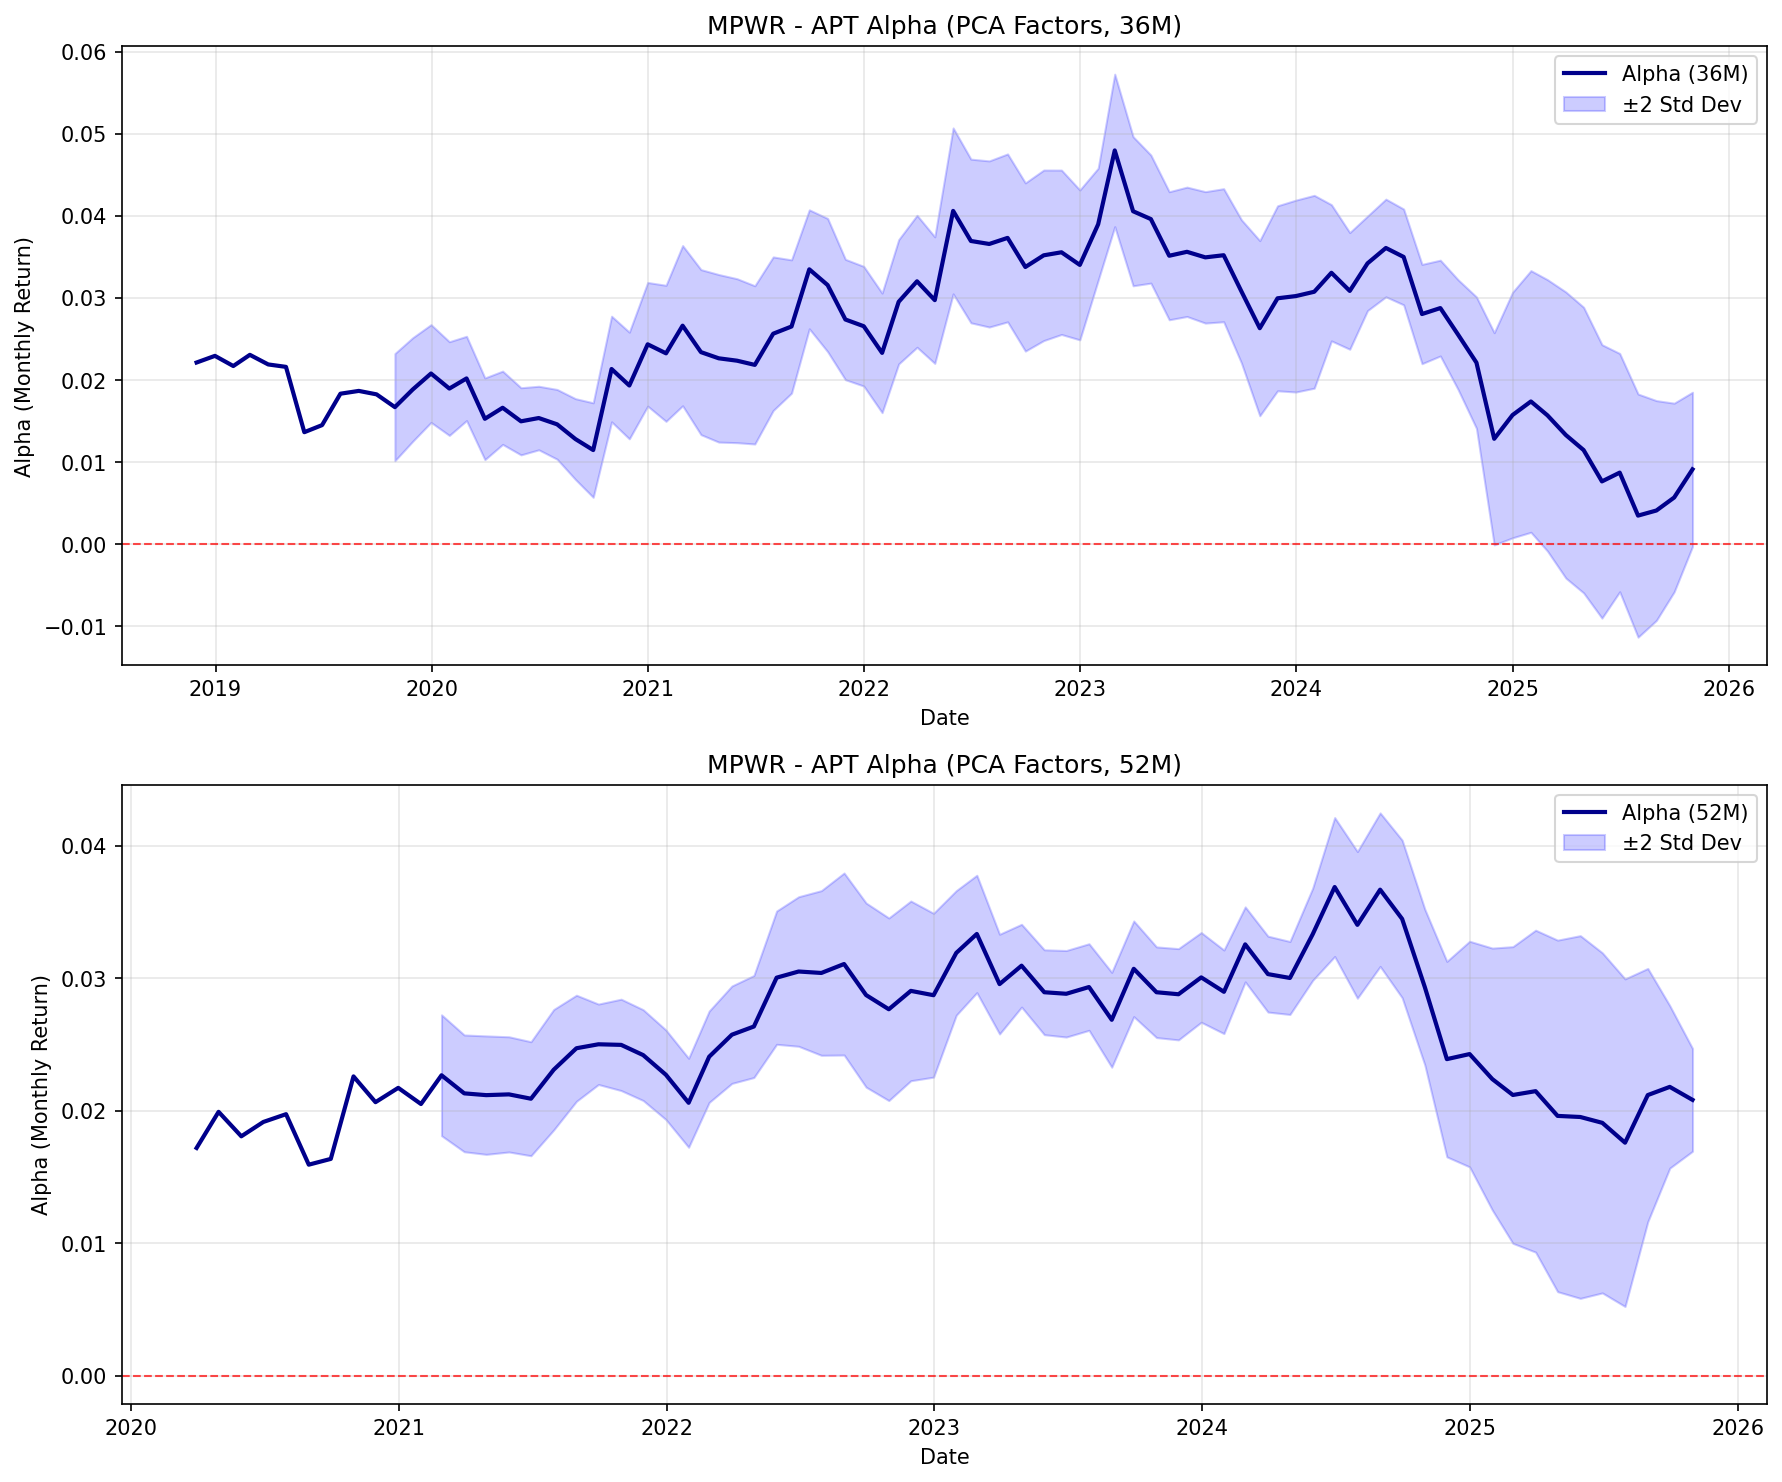 MPWR - APT Alpha (PCA Factors, 36M)
Alpha (Monthly Return)
0.06
0.05
0.04
0.03
0.02
0.01
0.00
−0.01
Alpha (36M)
±2 Std Dev
2019 2020 2021 2022 2023 2024 2025 2026
Date
MPWR - APT Alpha (PCA Factors, 52M)
Alpha (Monthly Return)
0.04
0.03
0.02
0.01
0.00
Alpha (52M)
±2 Std Dev
2020 2021 2022 2023 2024 2025 2026
Date